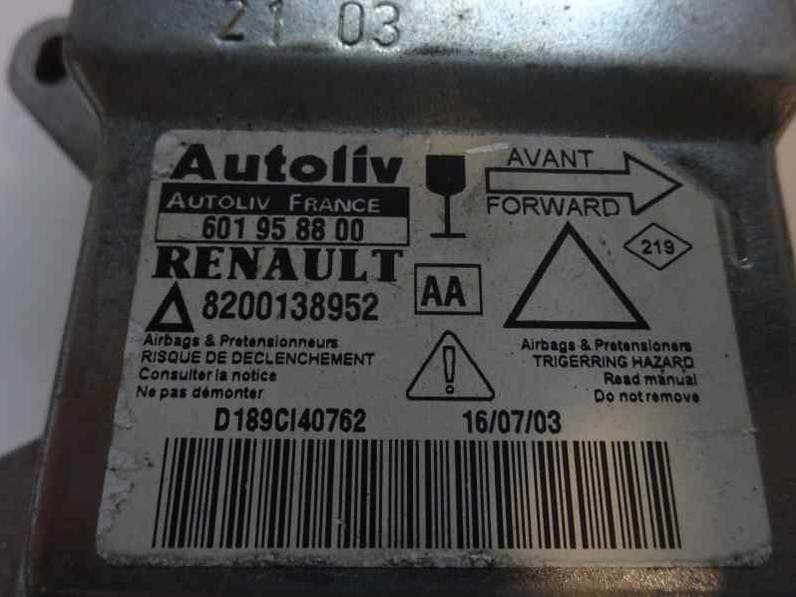 21 03
Autoliv
AUTOLIV FRANCE
601 95 88 00
RENAULT
8200138952
AA
AVANT
FORWARD
219
Airbags & Pretensionneurs
RISQUE DE DECLENCHEMENT
Consulter la notice
Ne pas démonter
Airbags & Pretensioners
TRIGERRING HAZARD
Read manual
Do not remove
D189CI40762 16/07/03